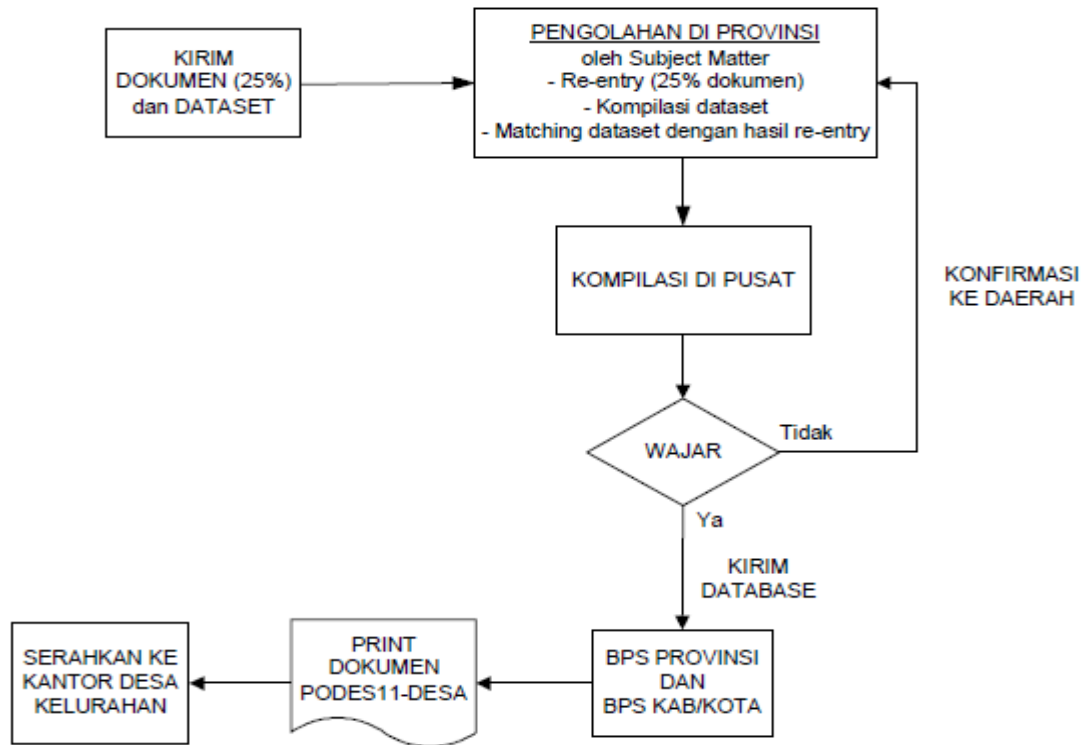 KIRIM
DOKUMEN (25%)
dan DATASET
PENGOLAHAN DI PROVINSI
oleh Subject Matter
- Re-entry (25% dokumen)
- Kompilasi dataset
- Matching dataset dengan hasil re-entry
KOMPILASI DI PUSAT
KONFIRMASI
KE DAERAH
WAJAR
Tidak
Ya
KIRIM
DATABASE
BPS PROVINSI
DAN
BPS KAB/KOTA
PRINT
DOKUMEN
PODES11-DESA
SERAHKAN KE
KANTOR DESA
KELURAHAN